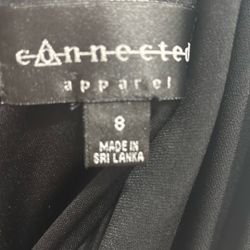 connected
apparel
8
MADE IN
SRI LANKA